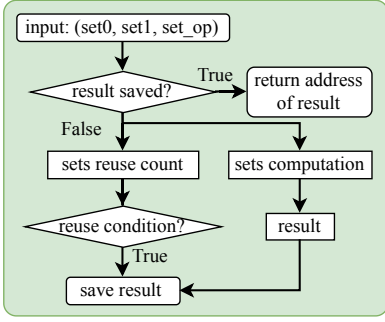 input: (set0, set1, set_op)
True
result saved?
return address
of result
False
sets reuse count
sets computation
reuse condition?
result
True
save result